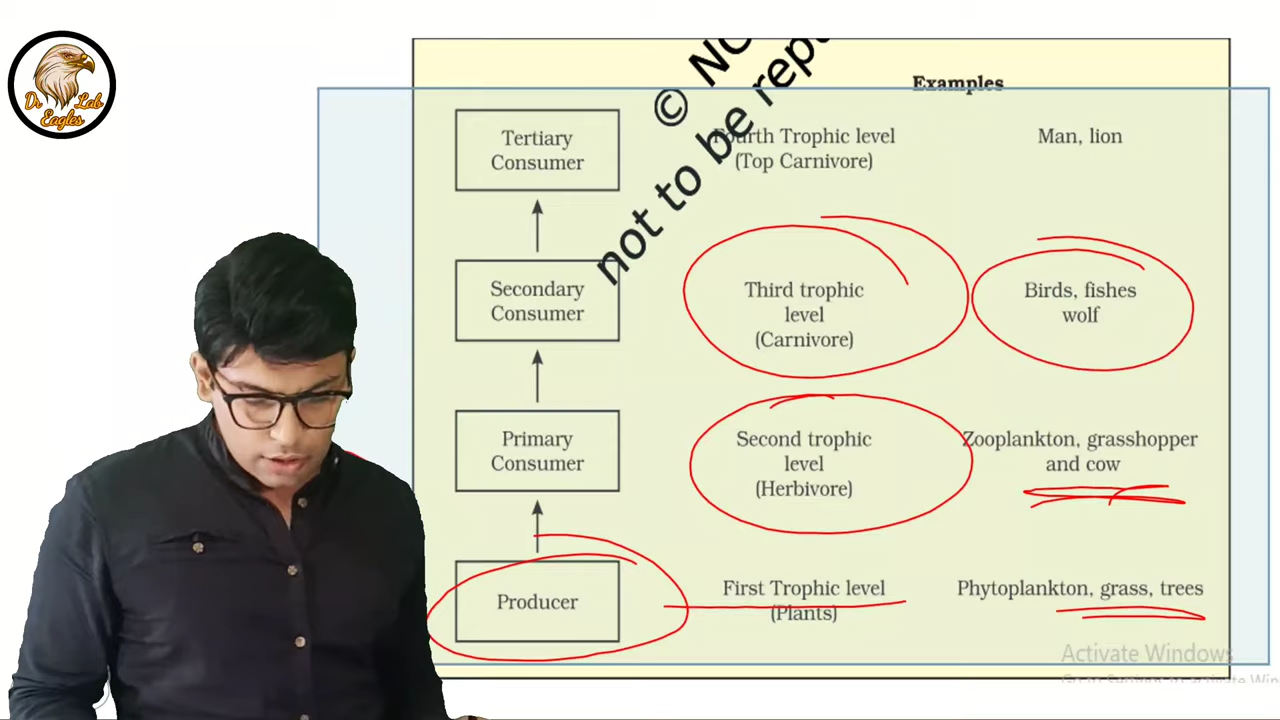 Dr Lab
Eagles
© NC
not to be repu
Examples
Tertiary
Consumer
Fourth Trophic level
(Top Carnivore)
Man, lion
Secondary
Consumer
Third trophic
level
(Carnivore)
Birds, fishes
wolf
Primary
Consumer
Second trophic
level
(Herbivore)
Zooplankton, grasshopper
and cow
Producer
First Trophic level
(Plants)
Phytoplankton, grass, trees
Activate Windows